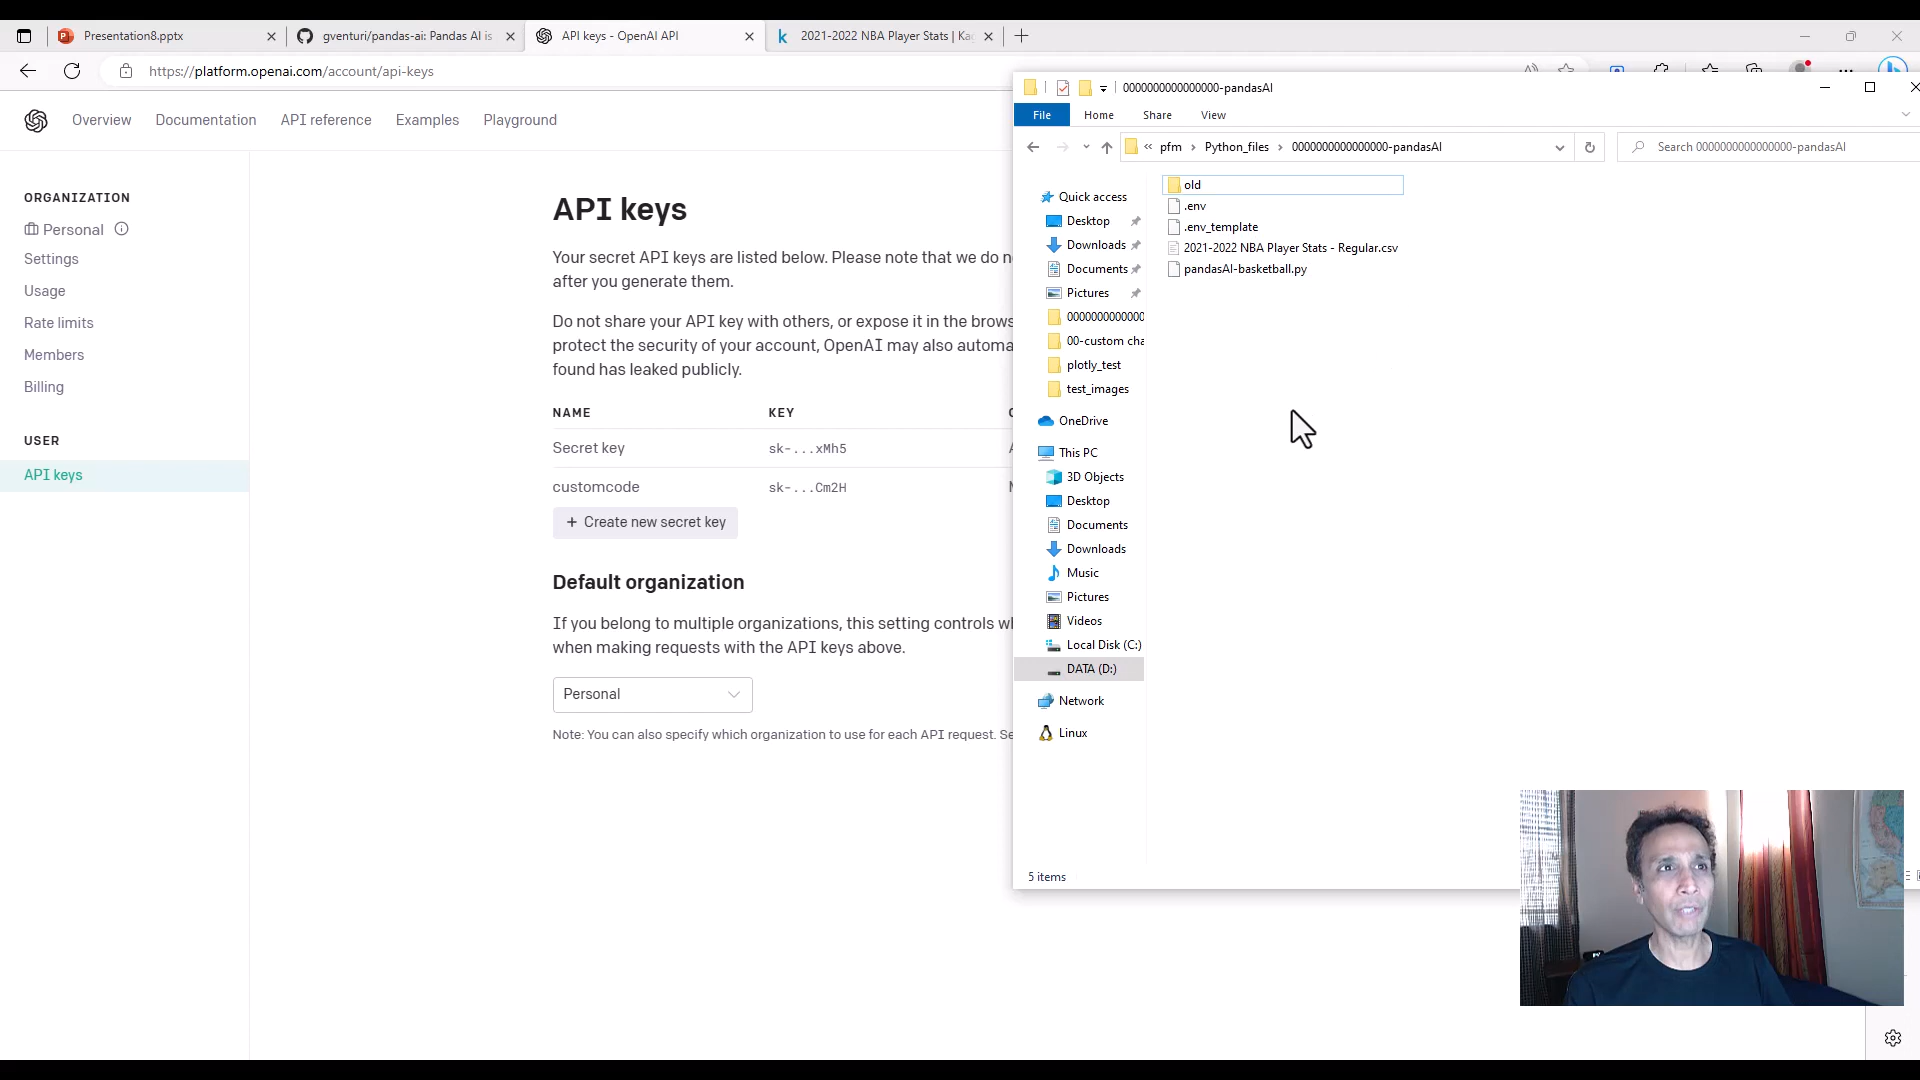 Presentation8.pptx
gventuri/pandas-ai: Pandas AI is
API keys - OpenAI API
2021-2022 NBA Player Stats | Kag
https://platform.openai.com/account/api-keys
Overview
Documentation
API reference
Examples
Playground
ORGANIZATION
Personal
Settings
Usage
Rate limits
Members
Billing
USER
API keys
API keys
Your secret API keys are listed below. Please note that we do n
after you generate them.
Do not share your API key with others, or expose it in the brows
protect the security of your account, OpenAI may also automa
found has leaked publicly.
NAME KEY
Secret key sk-...xMh5
customcode sk-...Cm2H
+ Create new secret key
Default organization
If you belong to multiple organizations, this setting controls wh
when making requests with the API keys above.
Personal
Note: You can also specify which organization to use for each API request. Se
0000000000000000-pandasAI
File Home Share View
« pfm › Python_files › 0000000000000000-pandasAI
Search 0000000000000000-pandasAI
Quick access
Desktop
Downloads
Documents
Pictures
000000000000
00-custom cha
plotly_test
test_images
OneDrive
This PC
3D Objects
Desktop
Documents
Downloads
Music
Pictures
Videos
Local Disk (C:)
DATA (D:)
Network
Linux
old
.env
.env_template
2021-2022 NBA Player Stats - Regular.csv
pandasAI-basketball.py
5 items